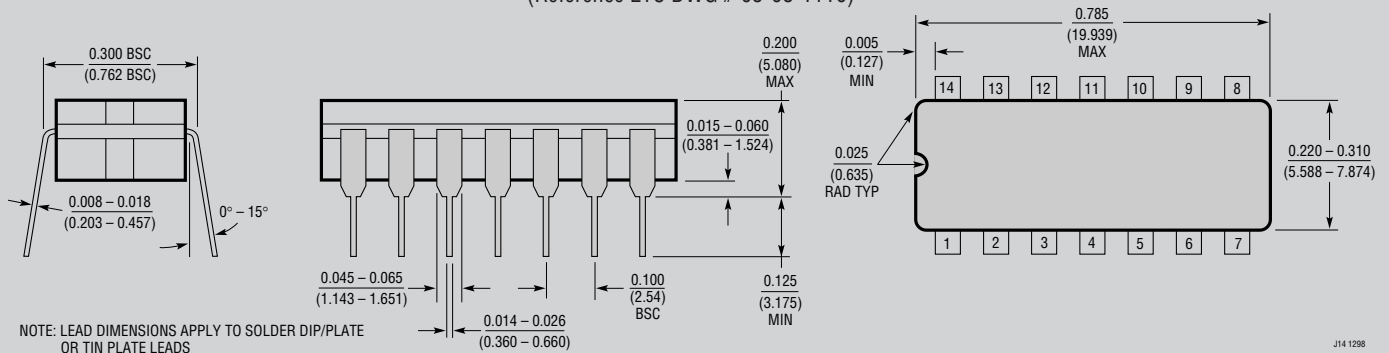 0.300 BSC
(0.762 BSC)
0.008 – 0.018
(0.203 – 0.457)
0° – 15°
0.200
(5.080)
MAX
0.015 – 0.060
(0.381 – 1.524)
0.045 – 0.065
(1.143 – 1.651)
0.100
(2.54)
BSC
0.125
(3.175)
MIN
0.014 – 0.026
(0.360 – 0.660)
NOTE: LEAD DIMENSIONS APPLY TO SOLDER DIP/PLATE
OR TIN PLATE LEADS
0.005
(0.127)
MIN
0.785
(19.939)
MAX
14 13 12 11 10 9 8
0.025
(0.635)
RAD TYP
0.220 – 0.310
(5.588 – 7.874)
1 2 3 4 5 6 7
J14 1298